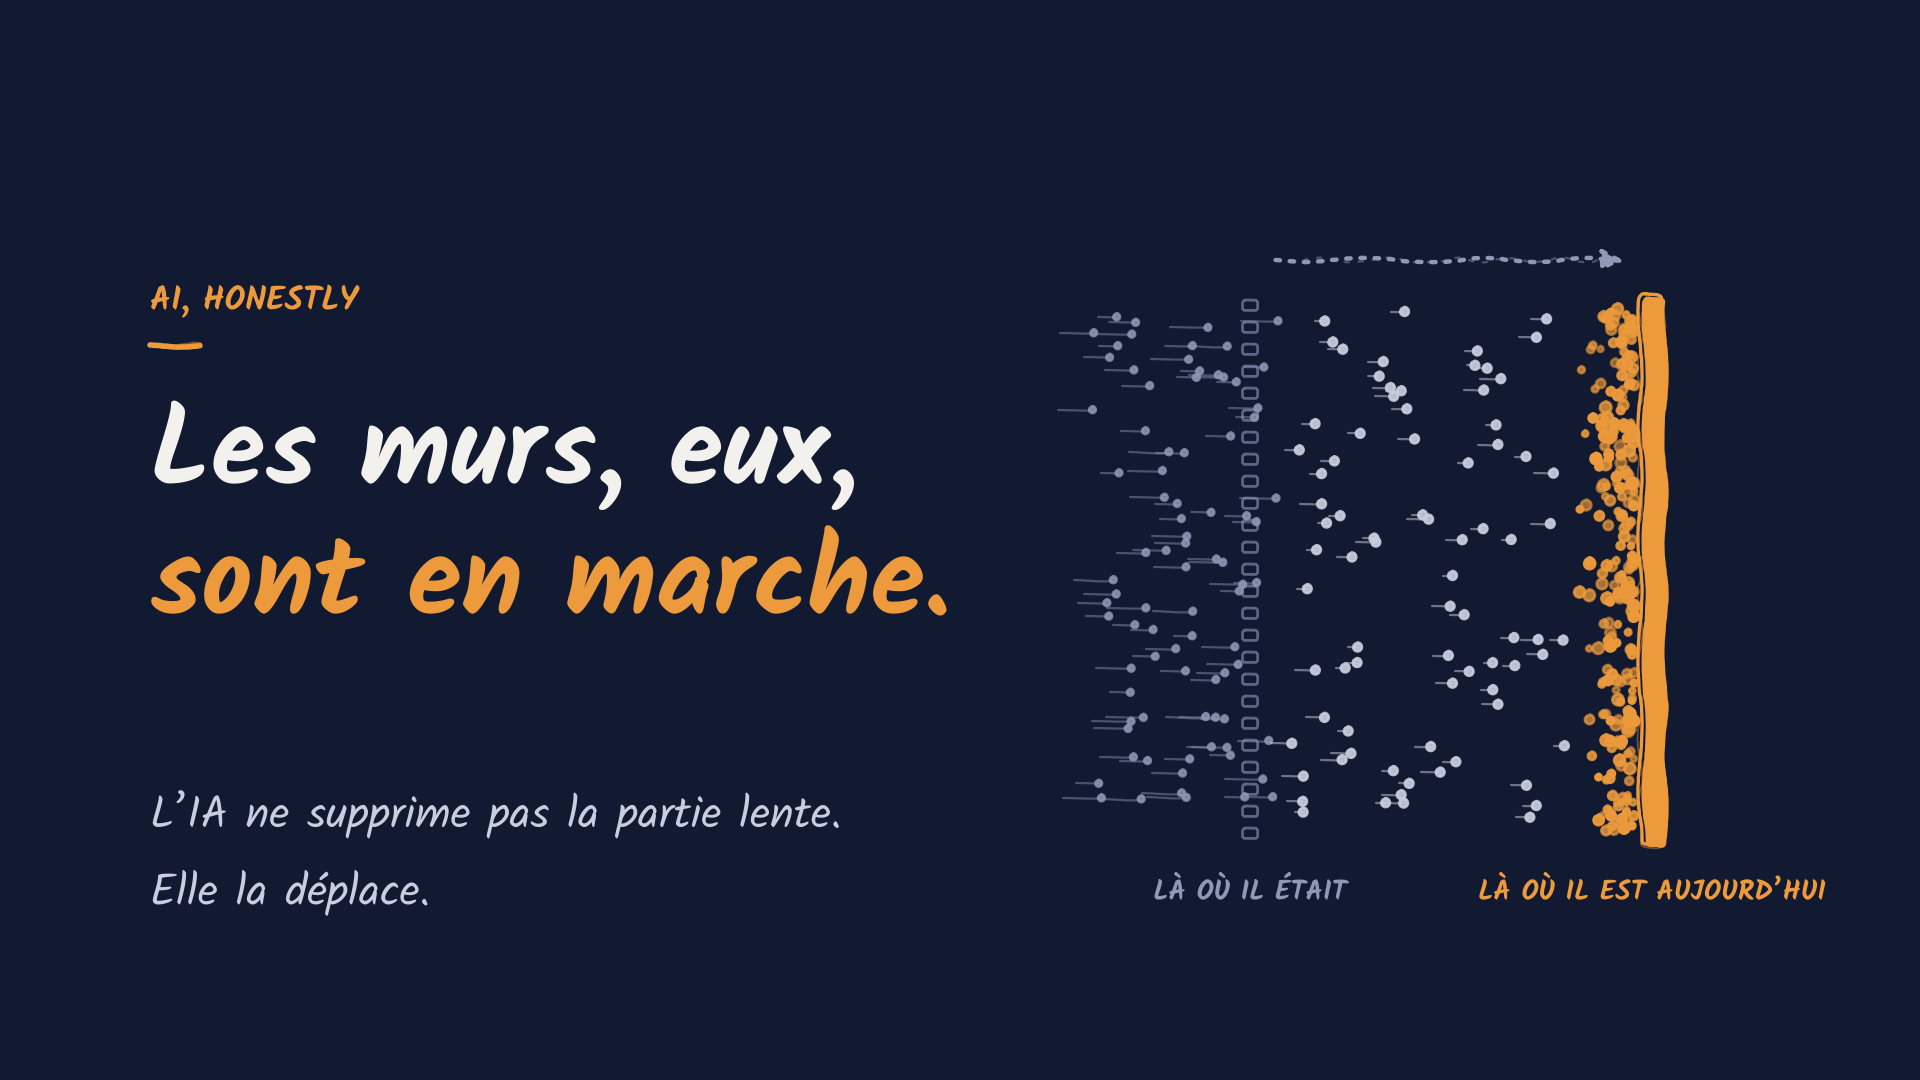 AI, HONESTLY
Les murs, eux,
sont en marche.
L’IA ne supprime pas la partie lente.
Elle la déplace.
LÀ OÙ IL ÉTAIT
LÀ OÙ IL EST AUJOURD’HUI